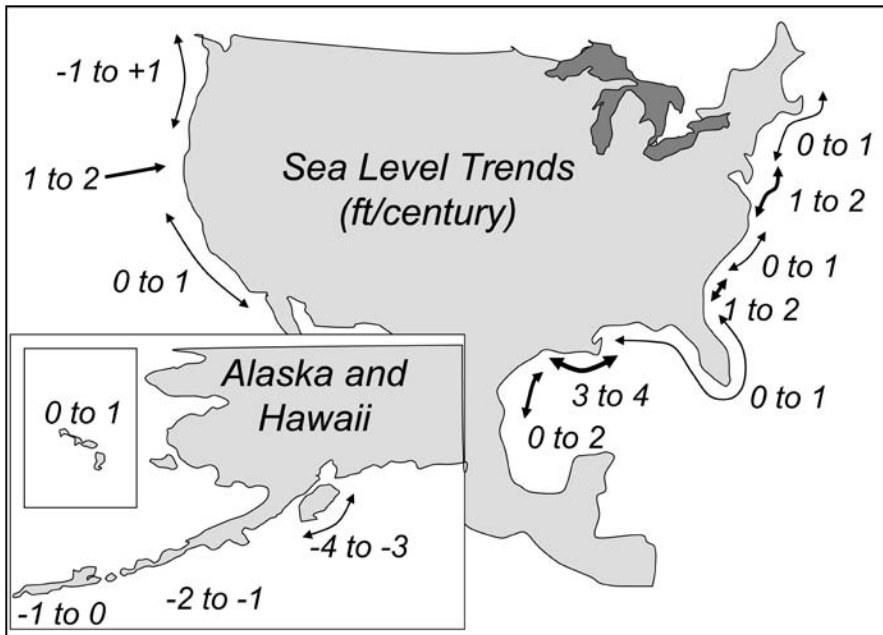 -1 to +1
0 to 1
1 to 2
Sea Level Trends
(ft/century)
1 to 2
0 to 1
0 to 1
1 to 2
Alaska and
Hawaii
0 to 1
3 to 4
0 to 1
0 to 2
-4 to -3
-2 to -1
-1 to 0